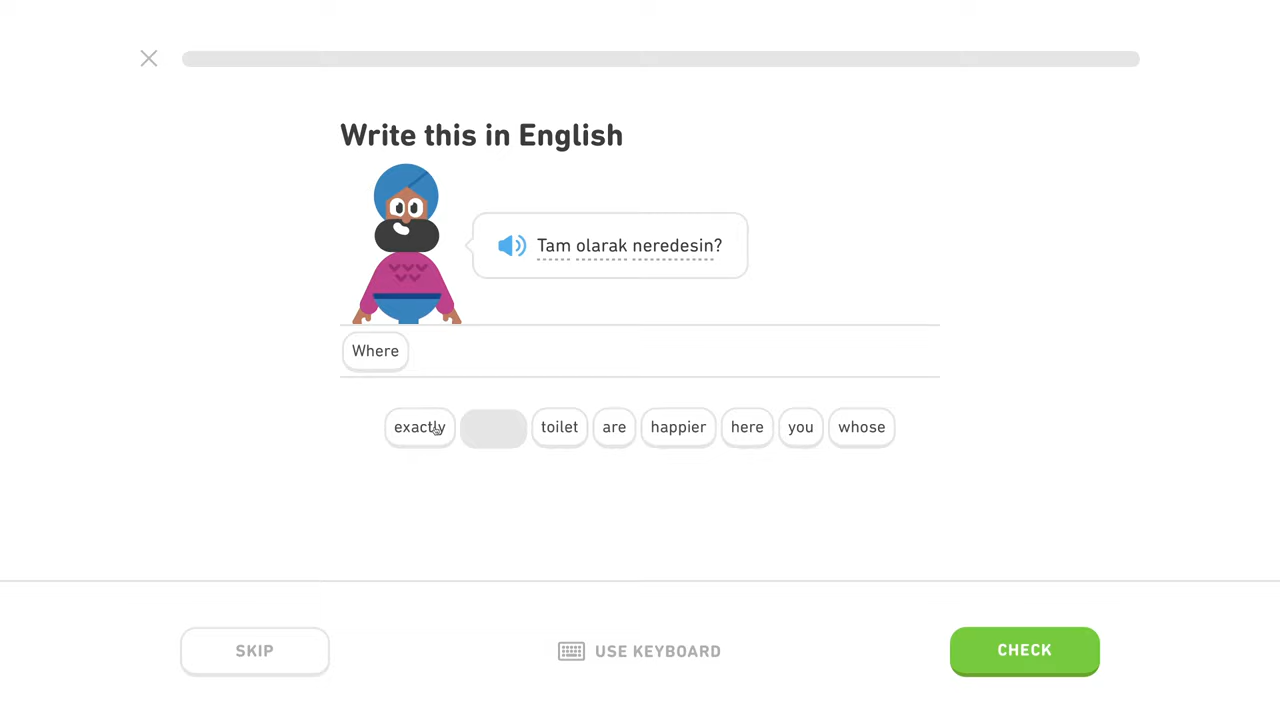 Write this in English
Tam olarak neredesin?
Where
exactly toilet are happier here you whose
SKIP USE KEYBOARD CHECK